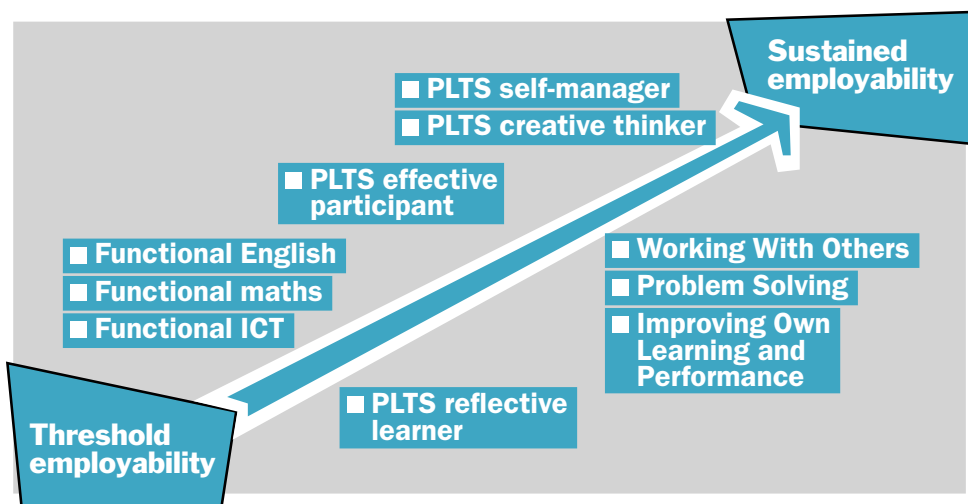 Sustained
employability
PLTS self-manager
PLTS creative thinker
PLTS effective
participant
Functional English
Functional maths
Functional ICT
Working With Others
Problem Solving
Improving Own
Learning and
Performance
PLTS reflective
learner
Threshold
employability